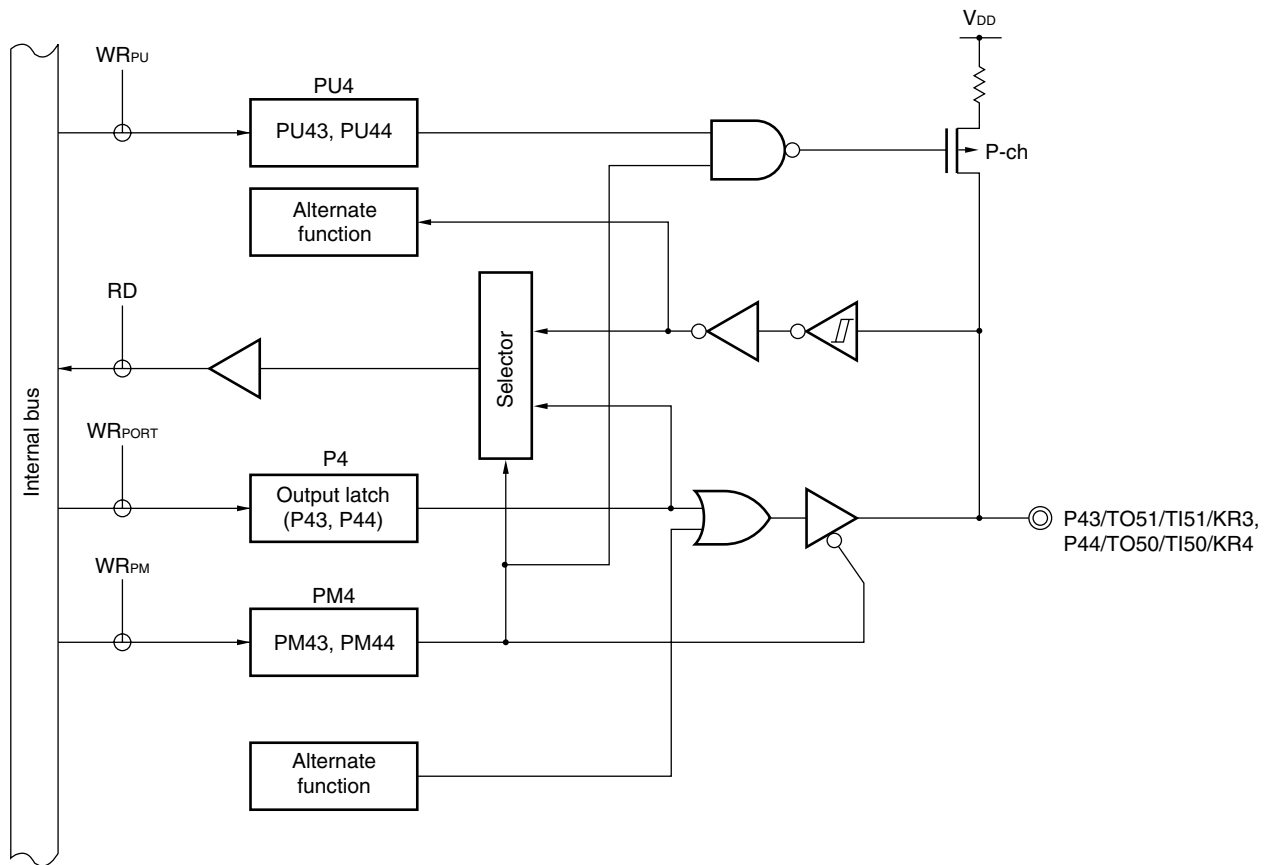 VDD
WRPU
PU4
PU43, PU44
P-ch
Alternate
function
RD
Selector
Internal bus
WRPORT
P4
Output latch
(P43, P44)
P43/TO51/TI51/KR3,
P44/TO50/TI50/KR4
WRPM
PM4
PM43, PM44
Alternate
function